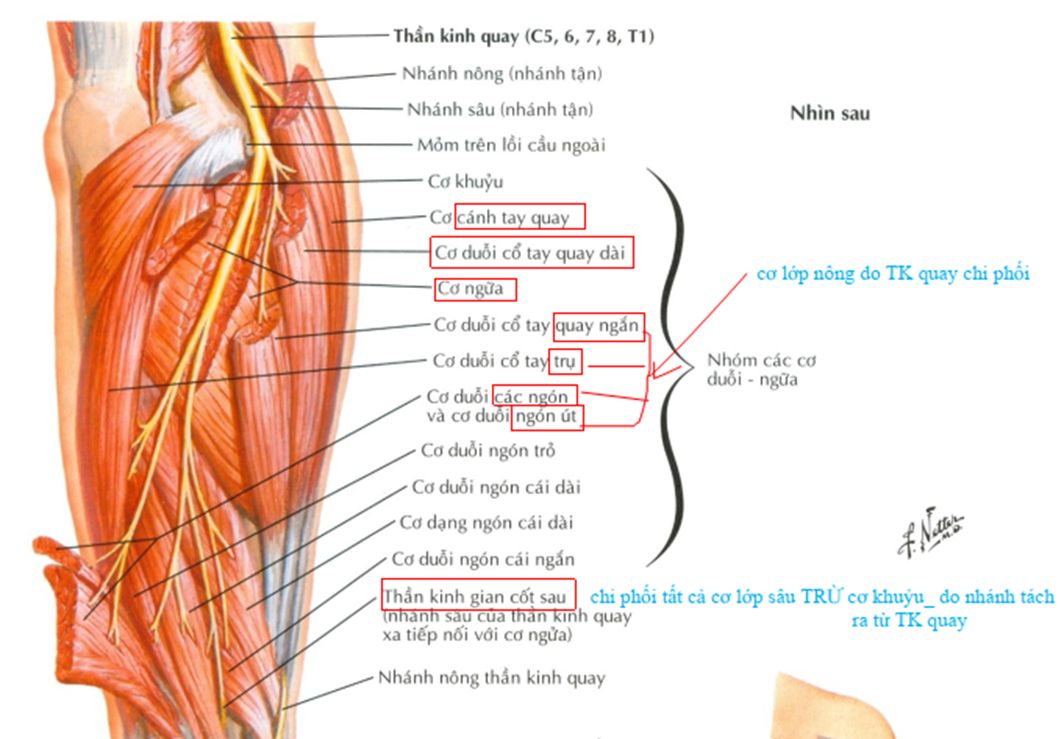 Thần kinh quay (C5, 6, 7, 8, T1)
Nhánh nông (nhánh tận)
Nhánh sâu (nhánh tận)
Nhìn sau
Mỏm trên lồi cầu ngoài
Cơ khuỷu
Cơ cánh tay quay
Cơ duỗi cổ tay quay dài
cơ lớp nông do TK quay chi phối
Cơ ngữa
Cơ duỗi cổ tay quay ngắn
Cơ duỗi cổ tay trụ
Nhóm các cơ
duỗi - ngữa
Cơ duỗi các ngón
và cơ duỗi ngón út
Cơ duỗi ngón trỏ
Cơ duỗi ngón cái dài
Cơ dạng ngón cái dài
F. Netter
M.D.
Cơ duỗi ngón cái ngắn
Thần kinh gian cốt sau
(nhánh sâu của thần kinh quay
xa tiếp nối với cơ ngửa)
chi phối tất cả cơ lớp sâu TRỪ cơ khuỷu_ do nhánh tách
ra từ TK quay
Nhánh nông thần kinh quay